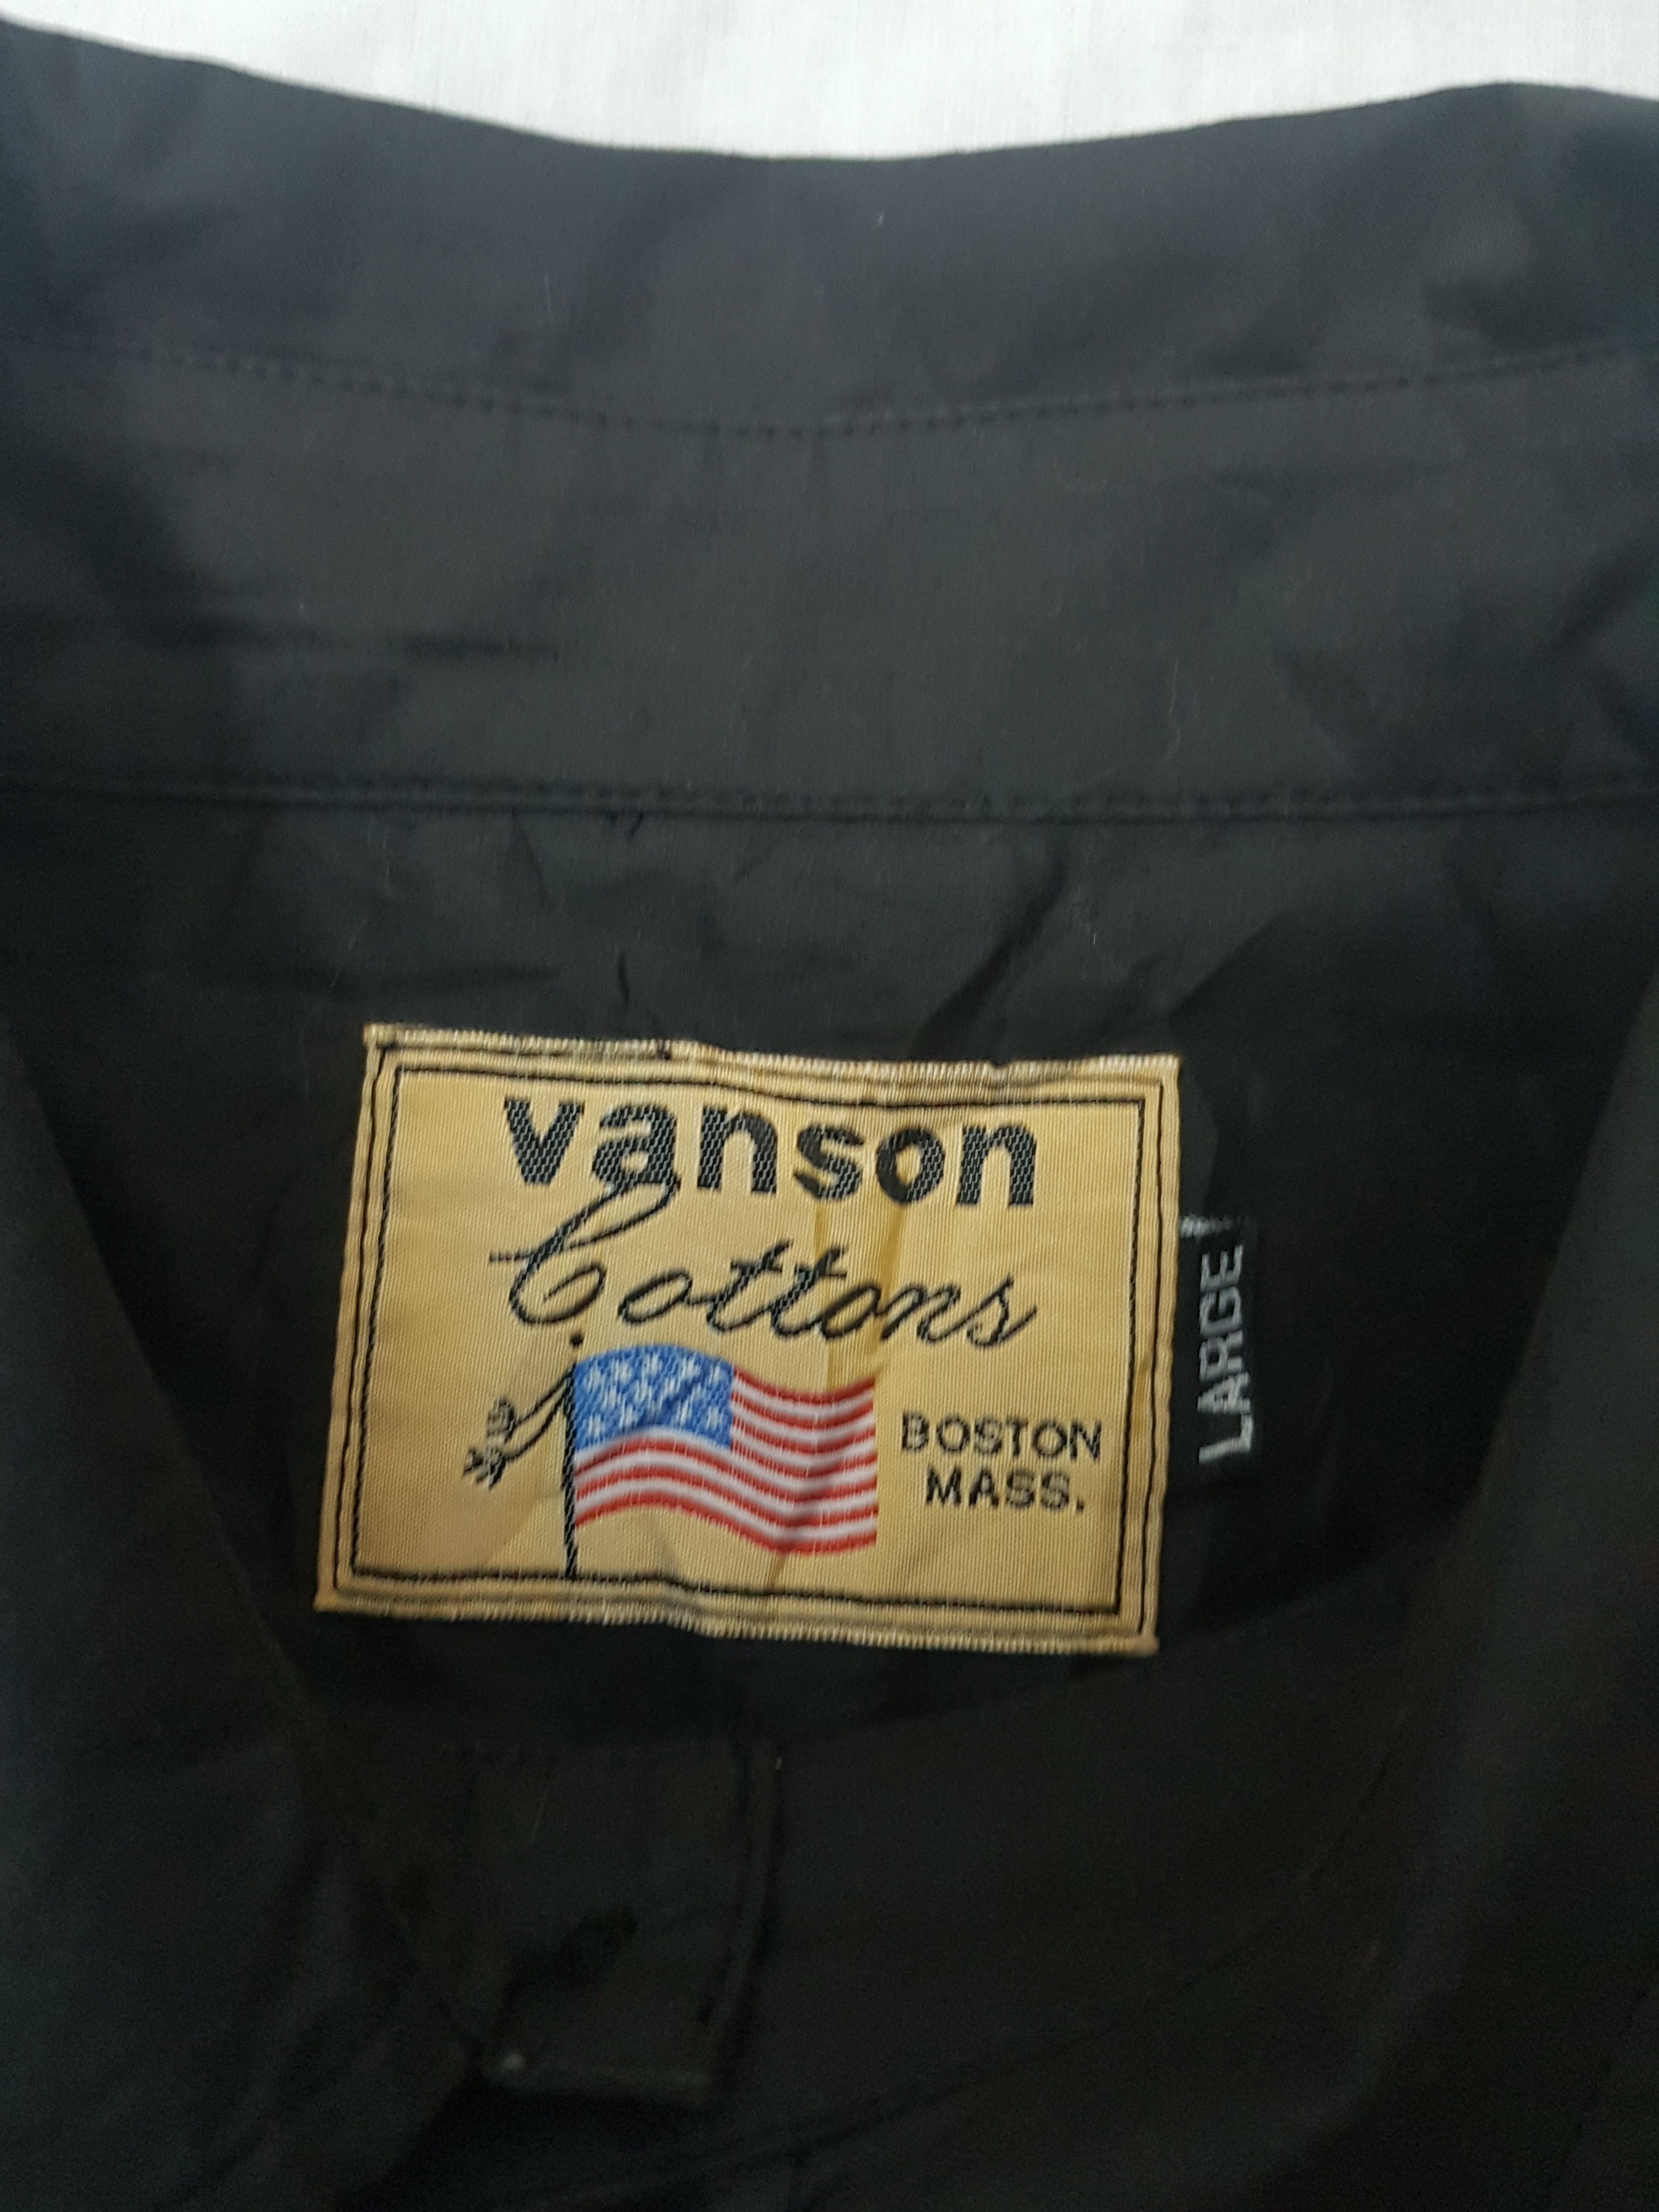 vanson
Cottons
BOSTON
MASS.
LARGE